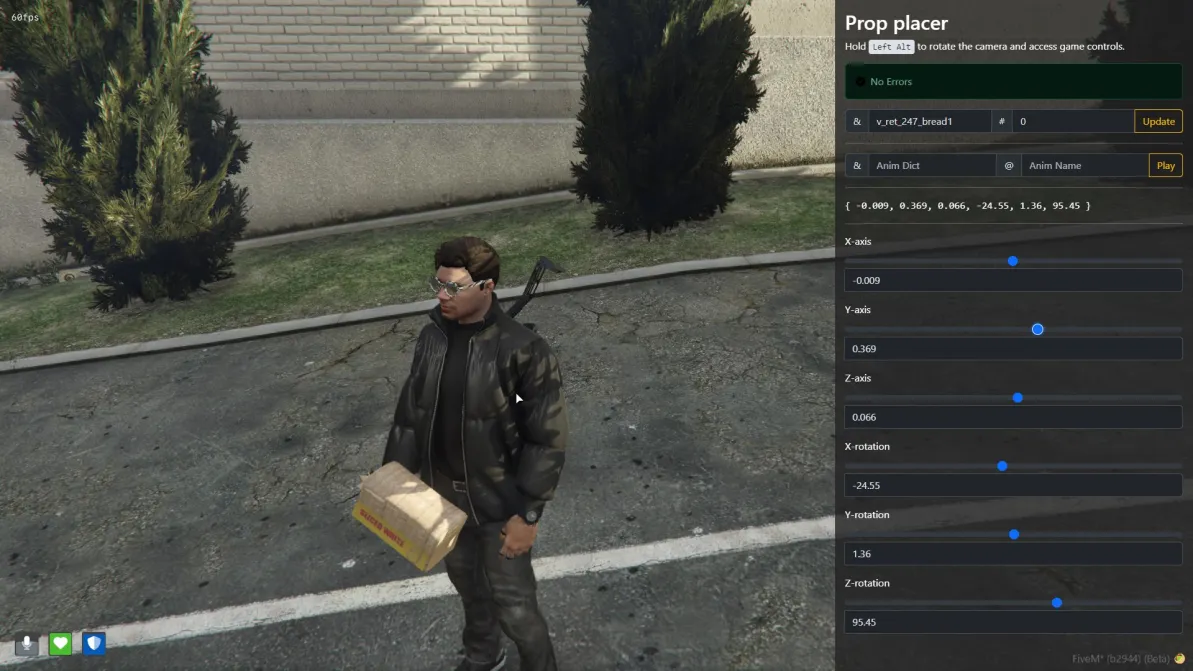 60fps
Prop placer
Hold Left Alt to rotate the camera and access game controls.
No Errors
& v_ret_247_bread1 # 0 Update
& Anim Dict @ Anim Name Play
{ -0.009, 0.369, 0.066, -24.55, 1.36, 95.45 }
X-axis
-0.009
Y-axis
0.369
Z-axis
0.066
X-rotation
-24.55
Y-rotation
1.36
Z-rotation
95.45
SLICED WHITE
FiveM* (b2944) (Beta)